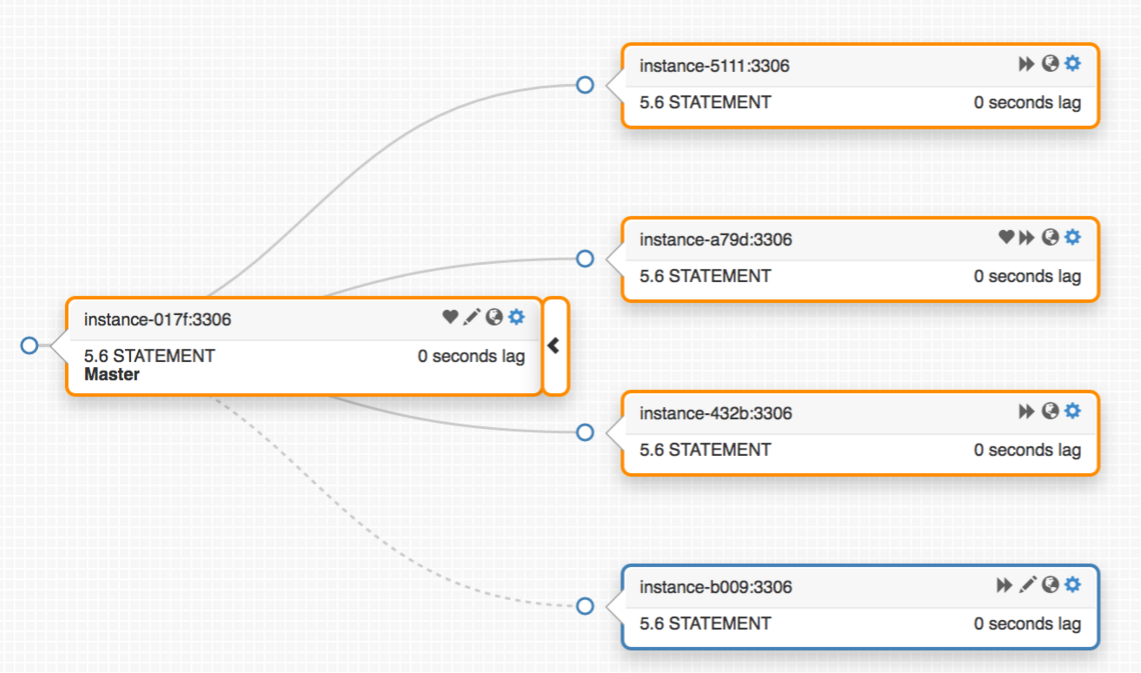 instance-5111:3306
5.6 STATEMENT 0 seconds lag
instance-a79d:3306
5.6 STATEMENT 0 seconds lag
instance-017f:3306
5.6 STATEMENT 0 seconds lag
Master
instance-432b:3306
5.6 STATEMENT 0 seconds lag
instance-b009:3306
5.6 STATEMENT 0 seconds lag